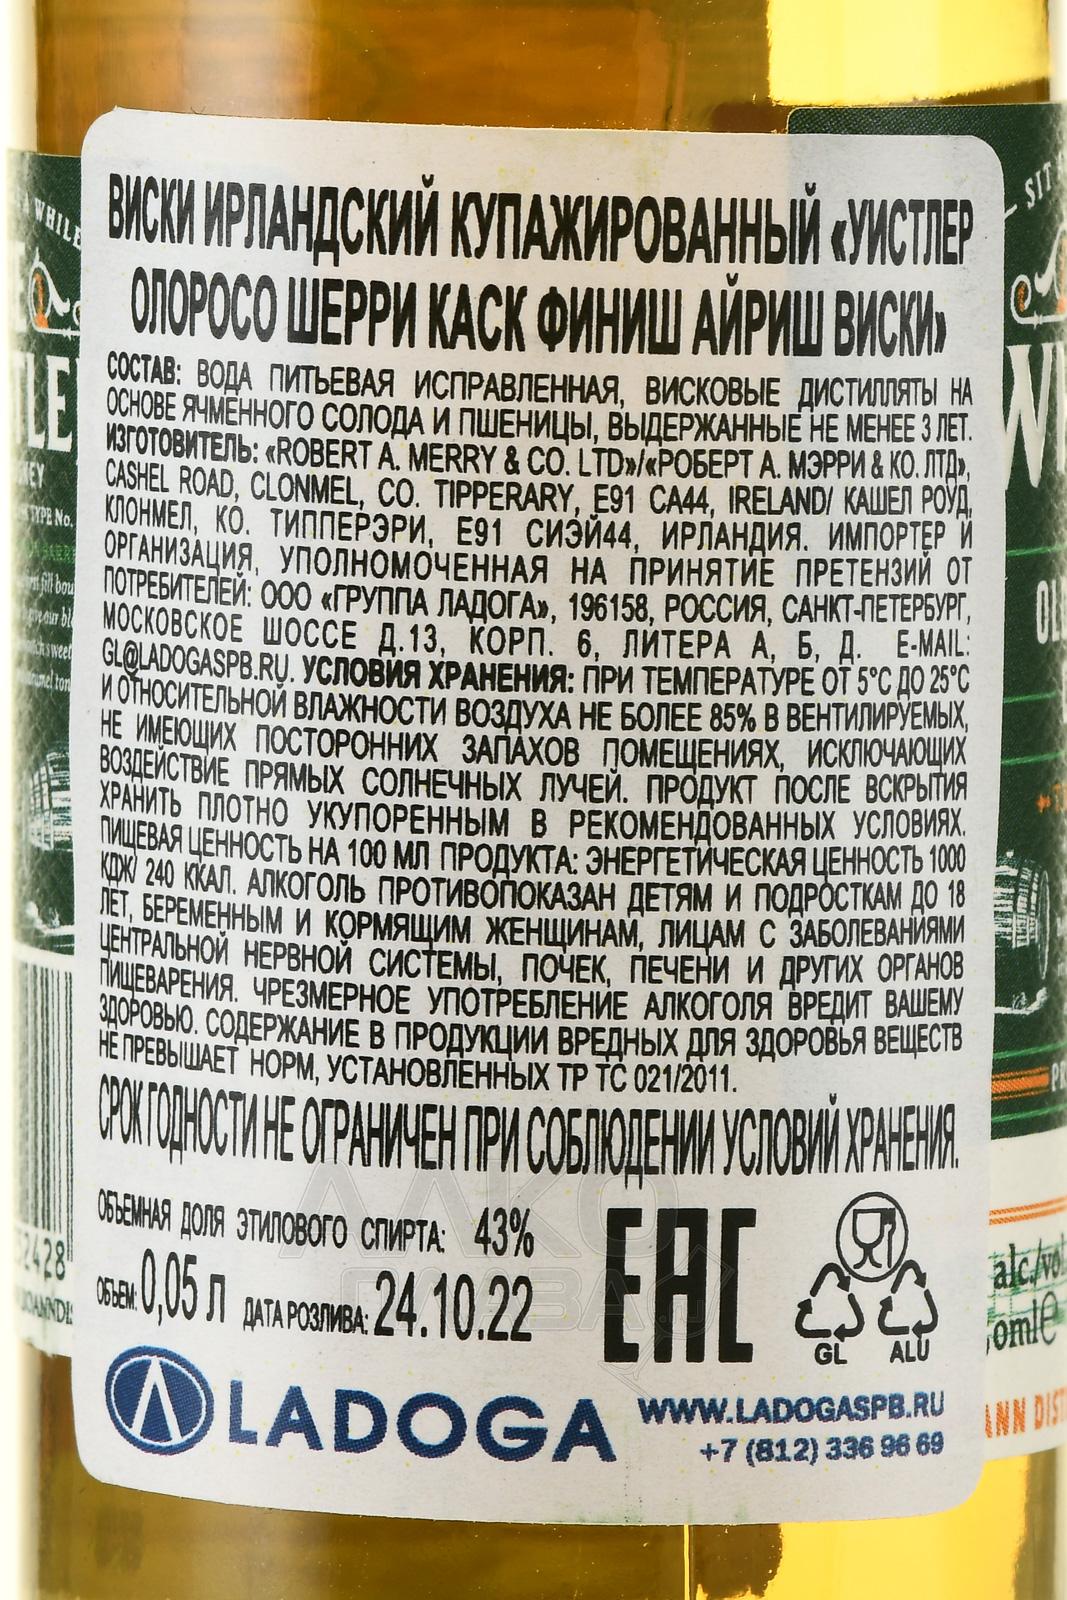 ВИСКИ ИРЛАНДСКИЙ КУПАЖИРОВАННЫЙ «УИСТЛЕР
ОЛОРОСО ШЕРРИ КАСК ФИНИШ АЙРИШ ВИСКИ»
СОСТАВ: ВОДА ПИТЬЕВАЯ ИСПРАВЛЕННАЯ, ВИСКОВЫЕ ДИСТИЛЛЯТЫ НА
ОСНОВЕ ЯЧМЕННОГО СОЛОДА И ПШЕНИЦЫ, ВЫДЕРЖАННЫЕ НЕ МЕНЕЕ 3 ЛЕТ.
ИЗГОТОВИТЕЛЬ: «ROBERT A. MERRY & CO. LTD»/«РОБЕРТ А. МЭРРИ & КО. ЛТД»,
CASHEL ROAD, CLONMEL, CO. TIPPERARY, E91 CA44, IRELAND/ КАШЕЛ РОУД,
КЛОНМЕЛ, КО. ТИППЕРЭРИ, Е91 СИЭЙ44, ИРЛАНДИЯ. ИМПОРТЕР И
ОРГАНИЗАЦИЯ, УПОЛНОМОЧЕННАЯ НА ПРИНЯТИЕ ПРЕТЕНЗИЙ ОТ
ПОТРЕБИТЕЛЕЙ: ООО «ГРУППА ЛАДОГА», 196158, РОССИЯ, САНКТ-ПЕТЕРБУРГ,
МОСКОВСКОЕ ШОССЕ Д.13, КОРП. 6, ЛИТЕРА А, Б, Д. E-MAIL:
GL@LADOGASPB.RU. УСЛОВИЯ ХРАНЕНИЯ: ПРИ ТЕМПЕРАТУРЕ ОТ 5°С ДО 25°С
И ОТНОСИТЕЛЬНОЙ ВЛАЖНОСТИ ВОЗДУХА НЕ БОЛЕЕ 85% В ВЕНТИЛИРУЕМЫХ,
НЕ ИМЕЮЩИХ ПОСТОРОННИХ ЗАПАХОВ ПОМЕЩЕНИЯХ, ИСКЛЮЧАЮЩИХ
ВОЗДЕЙСТВИЕ ПРЯМЫХ СОЛНЕЧНЫХ ЛУЧЕЙ. ПРОДУКТ ПОСЛЕ ВСКРЫТИЯ
ХРАНИТЬ ПЛОТНО УКУПОРЕННЫМ В РЕКОМЕНДОВАННЫХ УСЛОВИЯХ.
ПИЩЕВАЯ ЦЕННОСТЬ НА 100 МЛ ПРОДУКТА: ЭНЕРГЕТИЧЕСКАЯ ЦЕННОСТЬ 1000
КДЖ/ 240 ККАЛ. АЛКОГОЛЬ ПРОТИВОПОКАЗАН ДЕТЯМ И ПОДРОСТКАМ ДО 18
ЛЕТ, БЕРЕМЕННЫМ И КОРМЯЩИМ ЖЕНЩИНАМ, ЛИЦАМ С ЗАБОЛЕВАНИЯМИ
ЦЕНТРАЛЬНОЙ НЕРВНОЙ СИСТЕМЫ, ПОЧЕК, ПЕЧЕНИ И ДРУГИХ ОРГАНОВ
ПИЩЕВАРЕНИЯ. ЧРЕЗМЕРНОЕ УПОТРЕБЛЕНИЕ АЛКОГОЛЯ ВРЕДИТ ВАШЕМУ
ЗДОРОВЬЮ. СОДЕРЖАНИЕ В ПРОДУКЦИИ ВРЕДНЫХ ДЛЯ ЗДОРОВЬЯ ВЕЩЕСТВ
НЕ ПРЕВЫШАЕТ НОРМ, УСТАНОВЛЕННЫХ ТР ТС 021/2011.
СРОК ГОДНОСТИ НЕ ОГРАНИЧЕН ПРИ СОБЛЮДЕНИИ УСЛОВИЙ ХРАНЕНИЯ.
ОБЪЕМНАЯ ДОЛЯ ЭТИЛОВОГО СПИРТА: 43%
ОБЪЕМ: 0,05 л ДАТА РОЗЛИВА: 24.10.22
EAC
GL ALU
LADOGA
WWW.LADOGASPB.RU
+7 (812) 336 96 69
A WHILE
TYPE No.
SIT
alc./vol